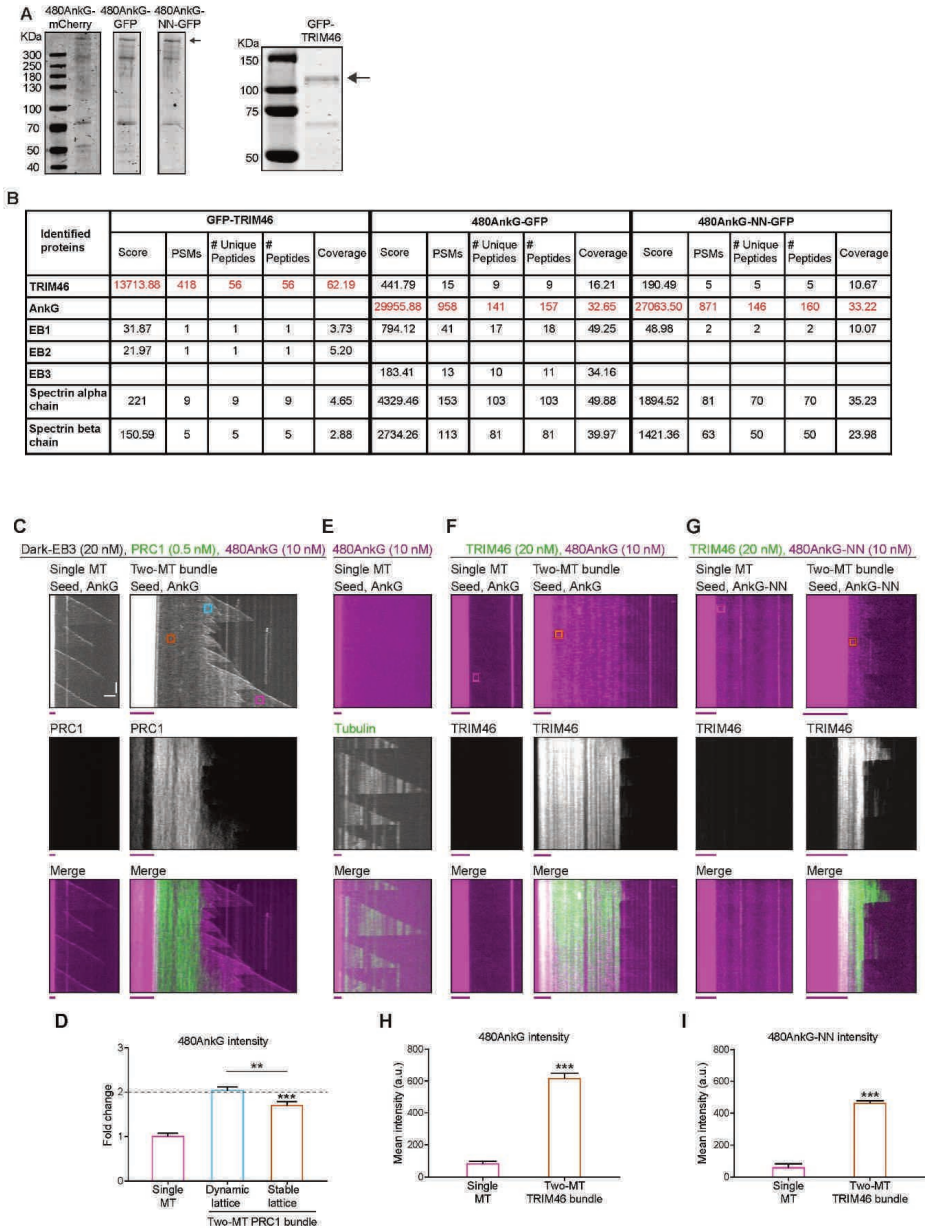 A
480AnkG- 480AnkG- 480AnkG-
mCherry GFP NN-GFP
KDa
300
250
180
130
100
70
50
40
GFP-
TRIM46
KDa
150
100
75
50
B
Identified proteins GFP-TRIM46 480AnkG-GFP 480AnkG-NN-GFP
Score PSMs # Unique Peptides # Peptides Coverage Score PSMs # Unique Peptides # Peptides Coverage Score PSMs # Unique Peptides # Peptides Coverage
TRIM46 13713.88 418 56 56 62.19 441.79 15 9 9 16.21 190.49 5 5 5 10.67
AnkG 29955.88 958 141 157 32.65 27063.50 871 146 160 33.22
EB1 31.87 1 1 1 3.73 794.12 41 17 18 49.25 48.98 2 2 2 10.07
EB2 21.97 1 1 1 5.20
EB3 183.41 13 10 11 34.16
Spectrin alpha chain 221 9 9 9 4.65 4329.46 153 103 103 49.88 1894.52 81 70 70 35.23
Spectrin beta chain 150.59 5 5 5 2.88 2734.26 113 81 81 39.97 1421.36 63 50 50 23.98
C
Dark-EB3 (20 nM), PRC1 (0.5 nM), 480AnkG (10 nM)
Single MT Two-MT bundle
Seed, AnkG Seed, AnkG
PRC1 PRC1
Merge Merge
E
480AnkG (10 nM)
Single MT
Seed, AnkG
Tubulin
Merge
F
TRIM46 (20 nM), 480AnkG (10 nM)
Single MT Two-MT bundle
Seed, AnkG Seed, AnkG
TRIM46 TRIM46
Merge Merge
G
TRIM46 (20 nM), 480AnkG-NN (10 nM)
Single MT Two-MT bundle
Seed, AnkG-NN Seed, AnkG-NN
TRIM46 TRIM46
Merge Merge
D
480AnkG intensity
Fold change
3
2
1
0
**
***
Single MT
Dynamic lattice
Stable lattice
Two-MT PRC1 bundle
H
480AnkG intensity
Mean intensity (a.u.)
800
600
400
200
0
***
Single MT
Two-MT TRIM46 bundle
I
480AnkG-NN intensity
Mean intensity (a.u.)
800
600
400
200
0
***
Single MT
Two-MT TRIM46 bundle